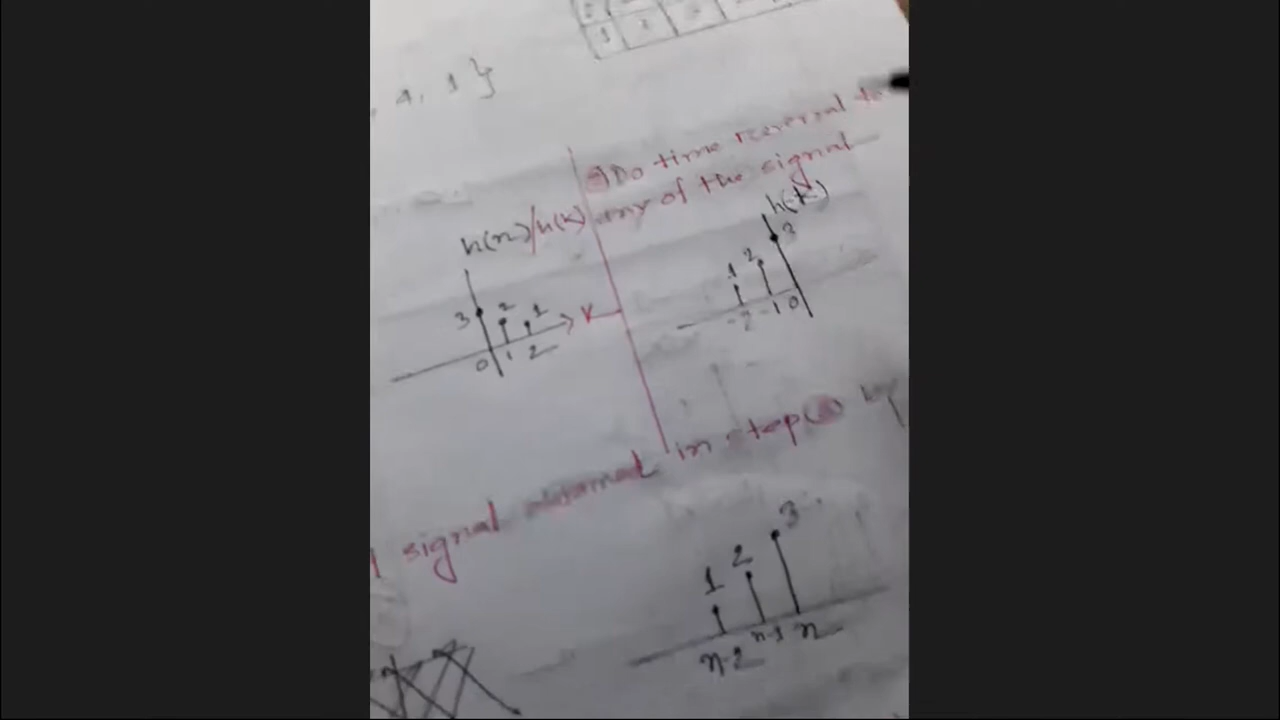 4, 1 }
Do time reversal to
any of the signal
h(n)/h(k)
h(-k)
3 2 1
0 1 2
K
1 2 3
-2 -1 0
signal obtained in step
1 2 3
n-2 n-1 n